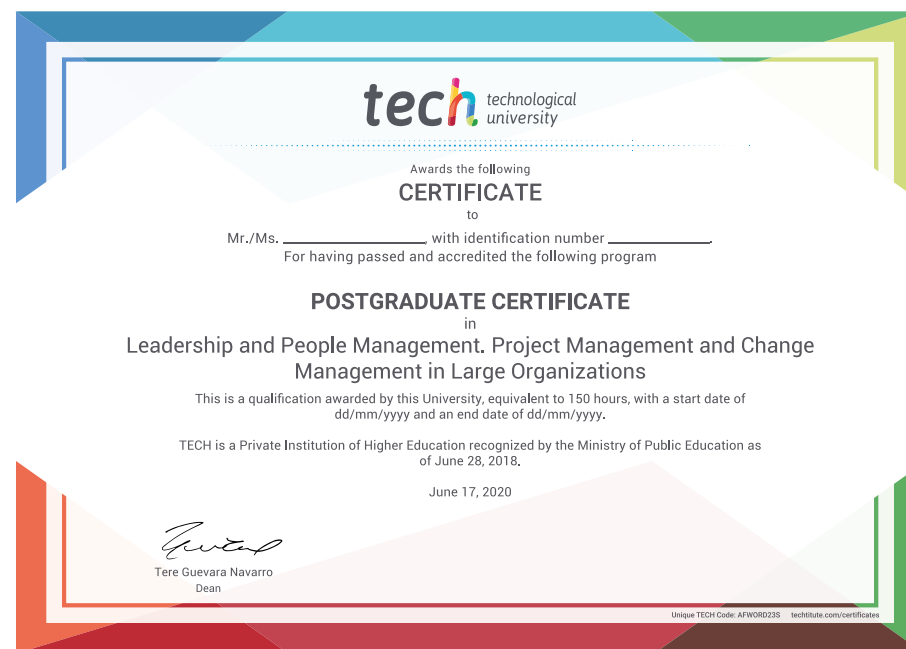 tech technological
university
Awards the following
CERTIFICATE
to
Mr./Ms. ____________, with identification number ____________.
For having passed and accredited the following program
POSTGRADUATE CERTIFICATE
in
Leadership and People Management. Project Management and Change
Management in Large Organizations
This is a qualification awarded by this University, equivalent to 150 hours, with a start date of
dd/mm/yyyy and an end date of dd/mm/yyyy.
TECH is a Private Institution of Higher Education recognized by the Ministry of Public Education as
of June 28, 2018.
June 17, 2020
Tere Guevara Navarro
Dean
Unique TECH Code: AFWORD23S techtitute.com/certificates